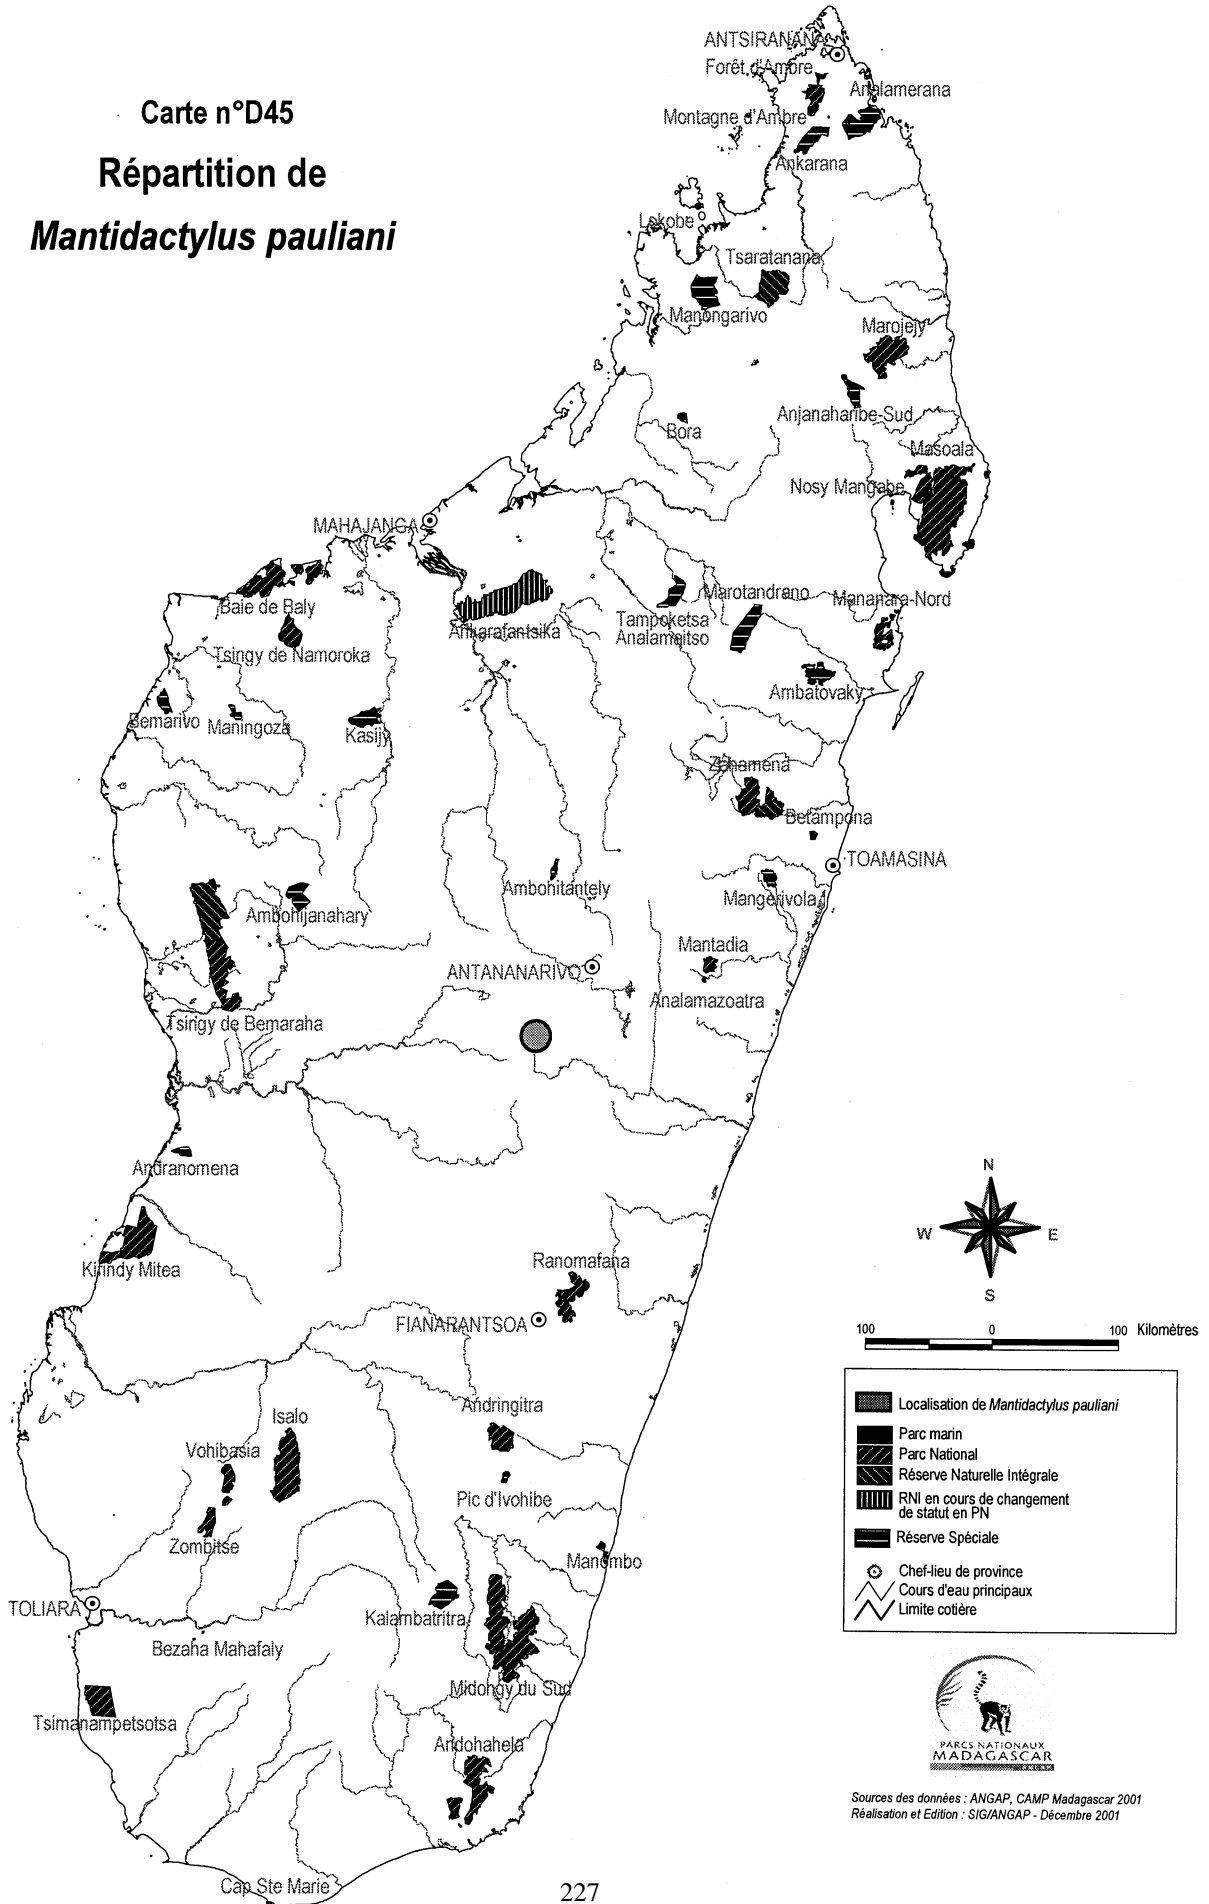 Carte n°D45
Répartition de
Mantidactylus pauliani
ANTSIRANANA
Forêt d'Ambre
Analamerana
Montagne d'Ambre
Ankarana
Lokobe
Tsaratanana
Manongarivo
Marojejy
Anjanaharibe-Sud
Bora
Masoala
Nosy Mangabe
MAHAJANGA
Baie de Baly
Ankarafantsika
Tampoketsa
Analamaitso
Marotandrano
Mananara-Nord
Tsingy de Namoroka
Ambatovaky
Bemarivo
Maningoza
Kasijy
Zahamena
Betampona
TOAMASINA
Ambohitantely
Mangerivola
Ambohijanahary
Mantadia
ANTANANARIVO
Analamazoatra
Tsingy de Bemaraha
Andranomena
Kirindy Mitea
Ranomafana
FIANARANTSOA
Andringitra
Isalo
Vohibasia
Pic d'Ivohibe
Zombitse
Manombo
TOLIARA
Kalambatritra
Bezaha Mahafaly
Midongy du Sud
Tsimanampetsotsa
Andohahela
Cap Ste Marie
N
W E
S
100 0 100 Kilomètres
Localisation de Mantidactylus pauliani
Parc marin
Parc National
Réserve Naturelle Intégrale
RNI en cours de changement
de statut en PN
Réserve Spéciale
Chef-lieu de province
Cours d'eau principaux
Limite cotière
PARCS NATIONAUX
MADAGASCAR
ANGAP
Sources des données : ANGAP, CAMP Madagascar 2001
Réalisation et Edition : SIG/ANGAP - Décembre 2001
227